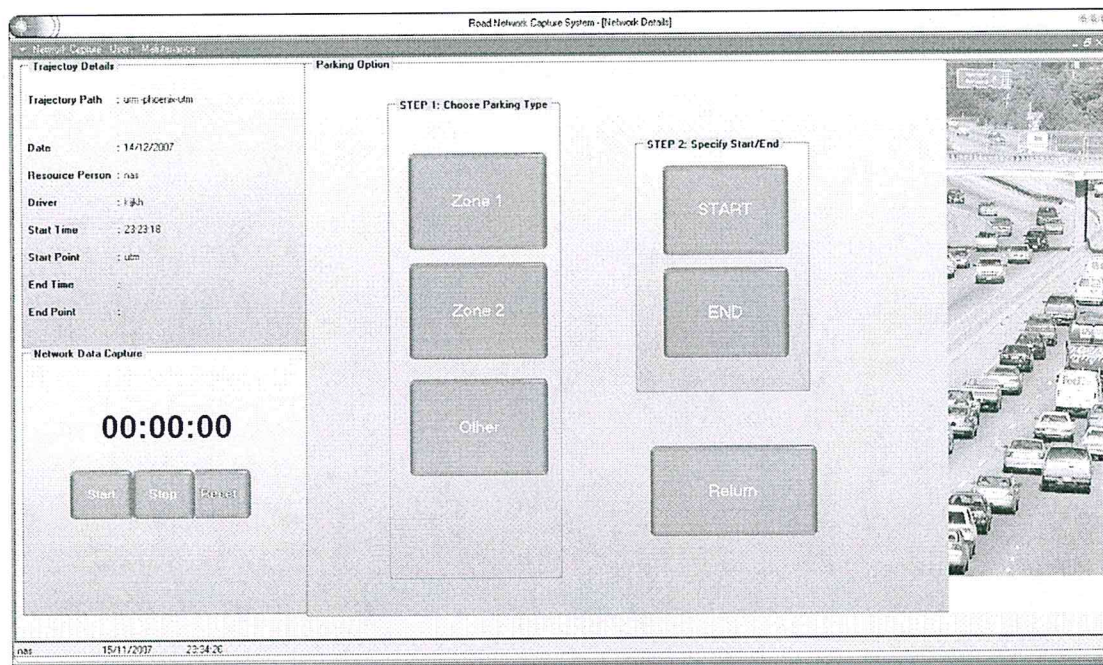 Road Network Capture System - [Network Details]
Network Capture User Maintenance
Trajectoy Details
Trajectory Path : utm-phoenix-utm
Date : 14/12/2007
Resource Person : nas
Driver : kjkh
Start Time : 23:23:18
Start Point : utm
End Time :
End Point :
Network Data Capture
00:00:00
Start Stop Reset
Parking Option
STEP 1: Choose Parking Type
Zone 1
Zone 2
Other
STEP 2: Specify Start/End
START
END
Return
FedEx
nas 15/11/2007 23:34:26